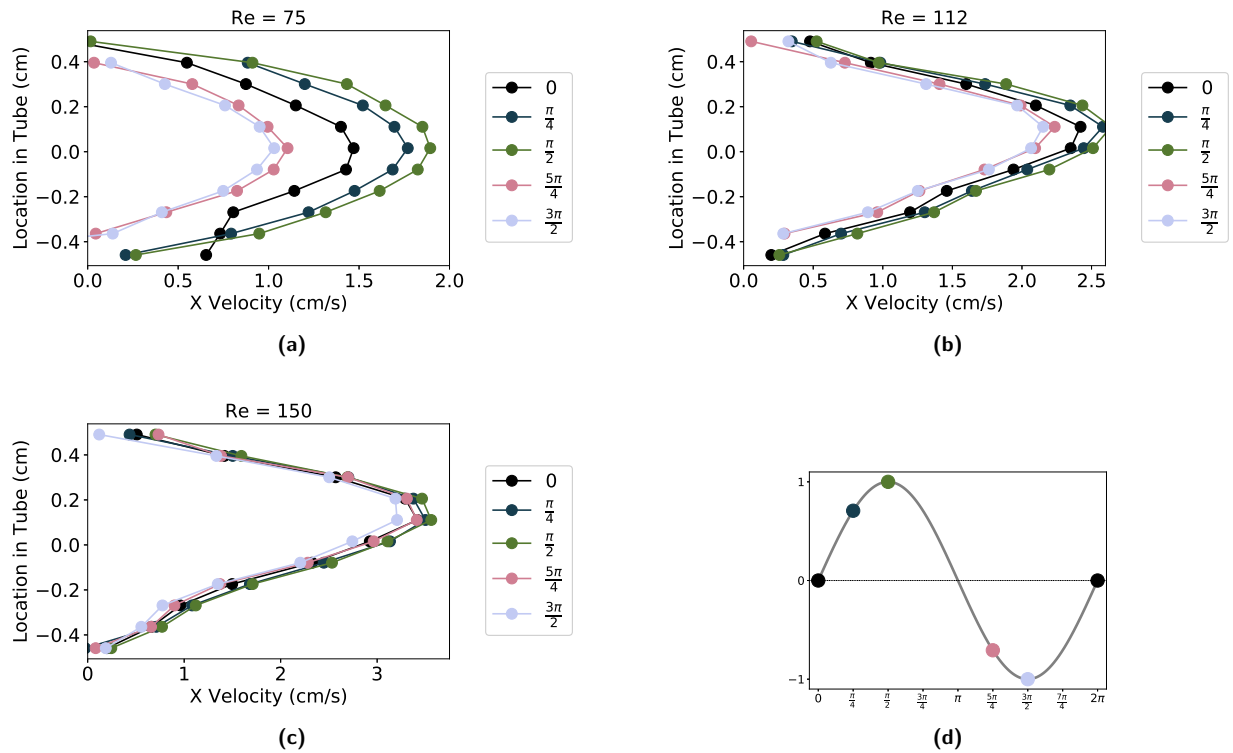 Re = 75
Location in Tube (cm)
0.4
0.2
0.0
−0.2
−0.4
0.0 0.5 1.0 1.5 2.0
X Velocity (cm/s)
0
π/4
π/2
5π/4
3π/2
(a)
Re = 112
Location in Tube (cm)
0.4
0.2
0.0
−0.2
−0.4
0.0 0.5 1.0 1.5 2.0 2.5
X Velocity (cm/s)
0
π/4
π/2
5π/4
3π/2
(b)
Re = 150
Location in Tube (cm)
0.4
0.2
0.0
−0.2
−0.4
0 1 2 3
X Velocity (cm/s)
0
π/4
π/2
5π/4
3π/2
(c)
1
0
−1
0 π/4 π/2 3π/4 π 5π/4 3π/2 7π/4 2π
(d)